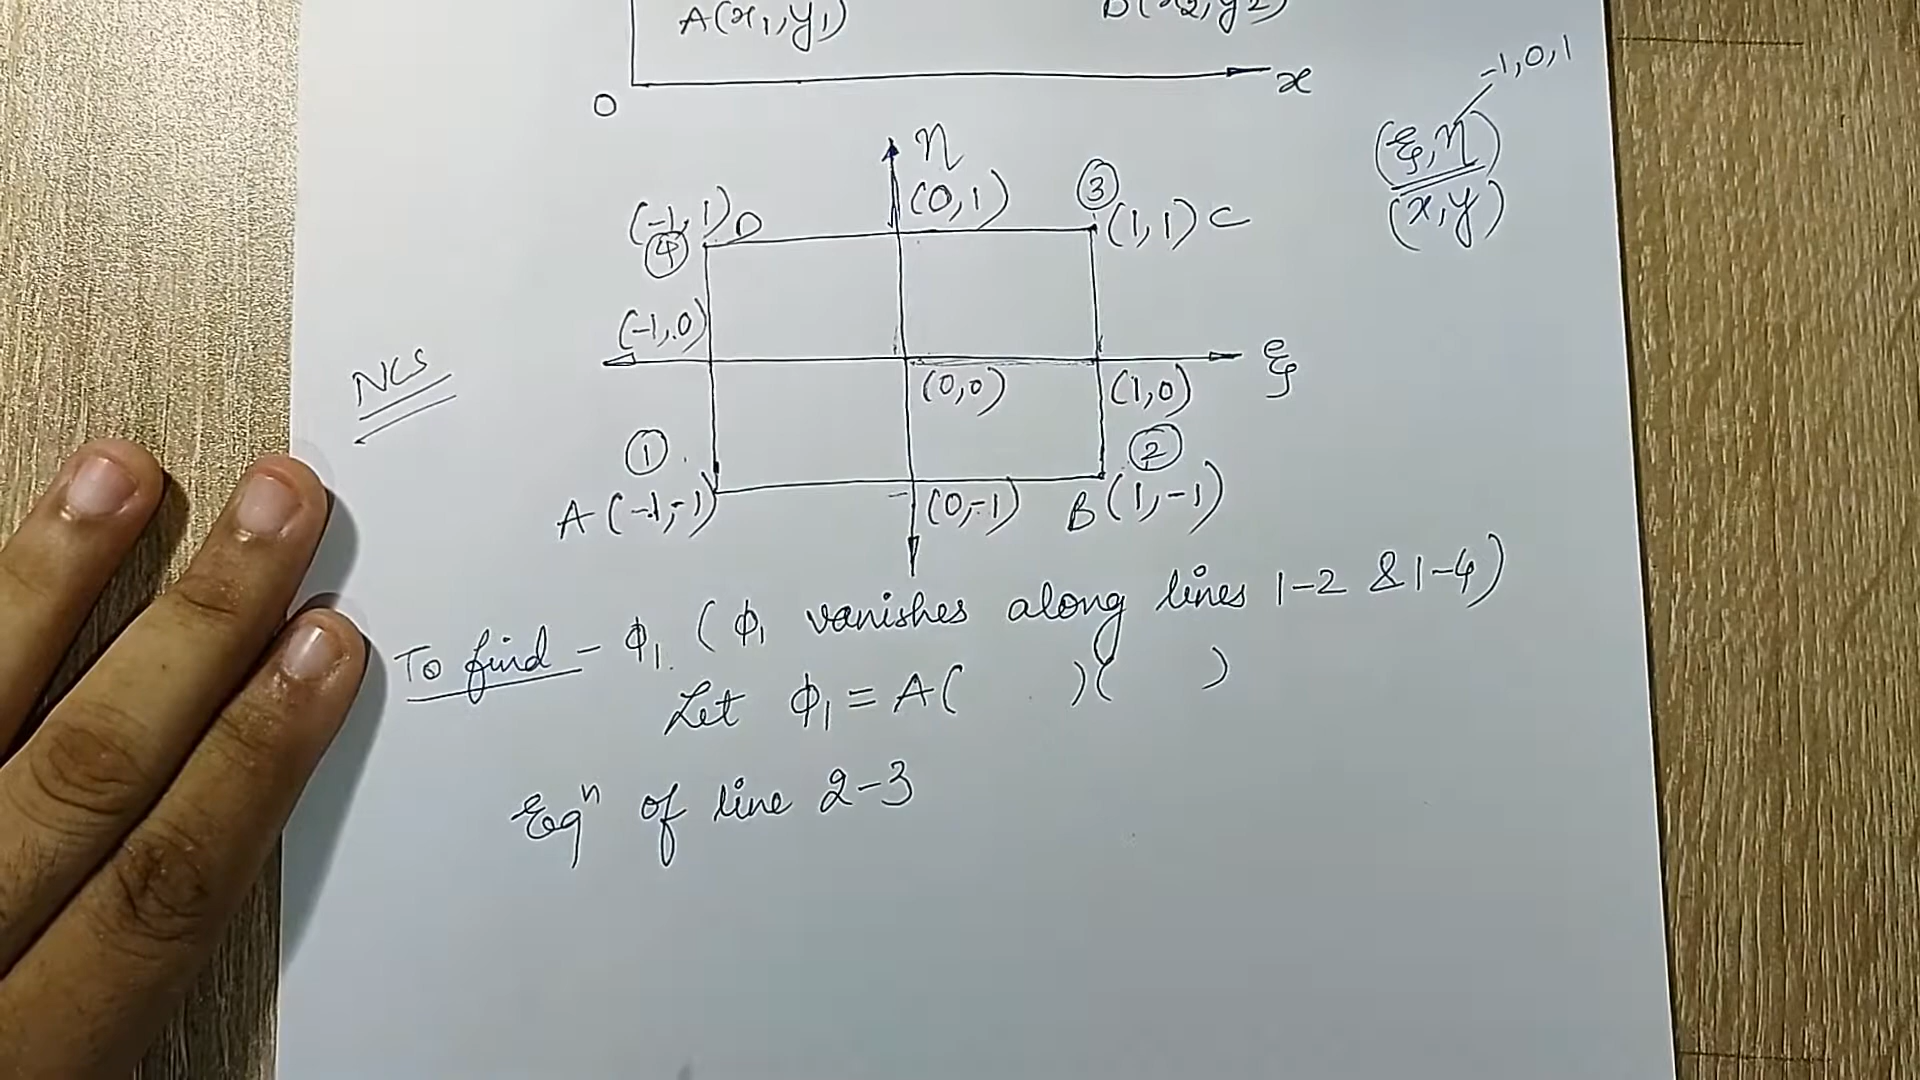 A(x1,y1) B(x2,y2)
O x
-1,0,1
(ξ,η)
(x,y)
η
(0,1)
③
(-1,1) D (1,1) C
④
(-1,0)
ξ
(0,0) (1,0)
NCS
① ②
A(-1,-1) (0,-1) B(1,-1)
To find - Φ1. (Φ1 vanishes along lines 1-2 & 1-4)
Let Φ1 = A( )( )
Eqⁿ of line 2-3